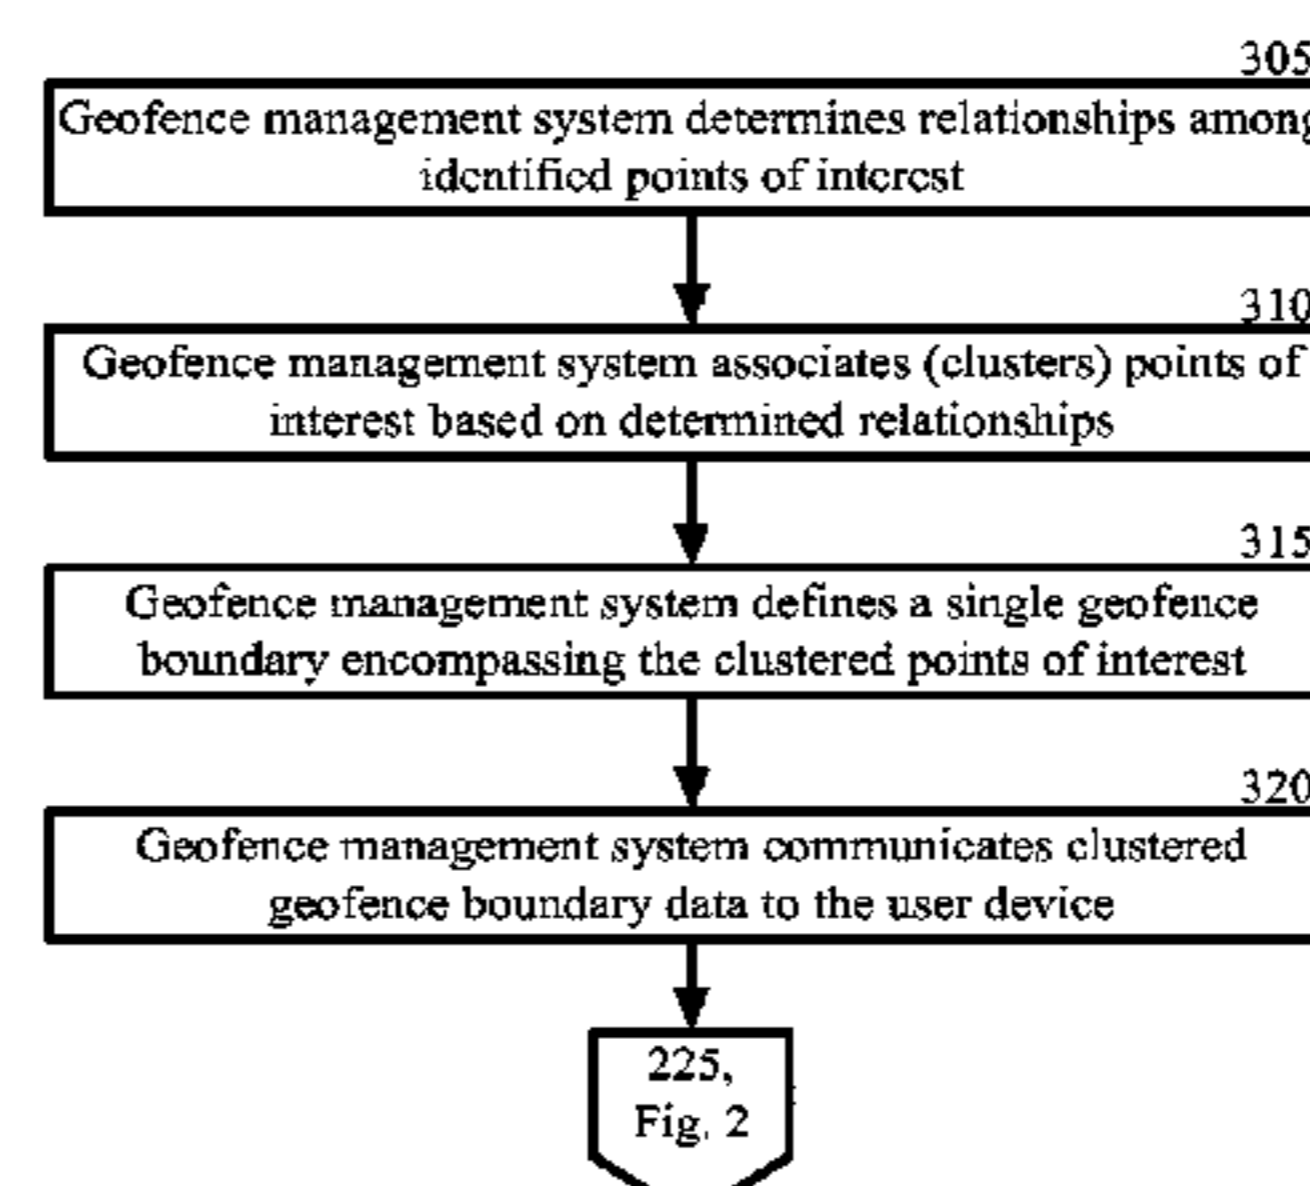 305
Geofence management system determines relationships among
identified points of interest
310
Geofence management system associates (clusters) points of
interest based on determined relationships
315
Geofence management system defines a single geofence
boundary encompassing the clustered points of interest
320
Geofence management system communicates clustered
geofence boundary data to the user device
225,
Fig. 2